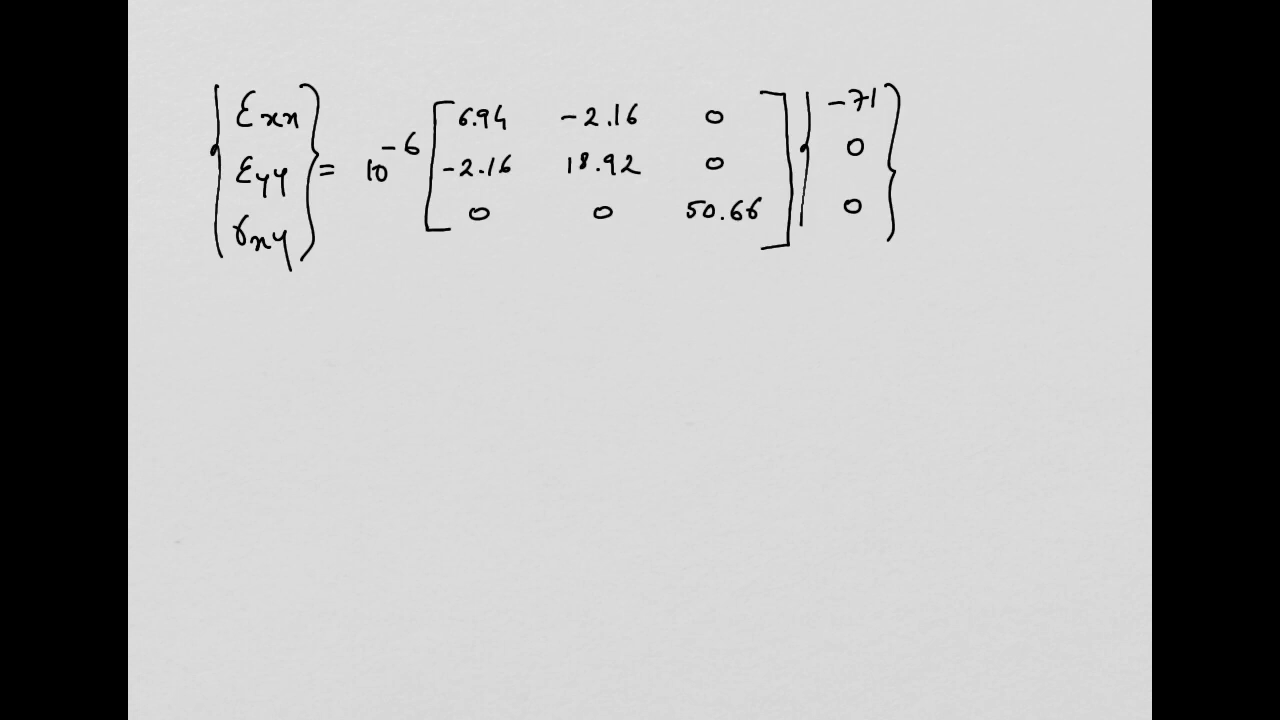 { εxx } = 10^-6 [ 6.94 -2.16 0 ] { -71 }
{ εyy } [ -2.16 18.92 0 ] { 0 }
{ γxy } [ 0 0 50.66 ] { 0 }